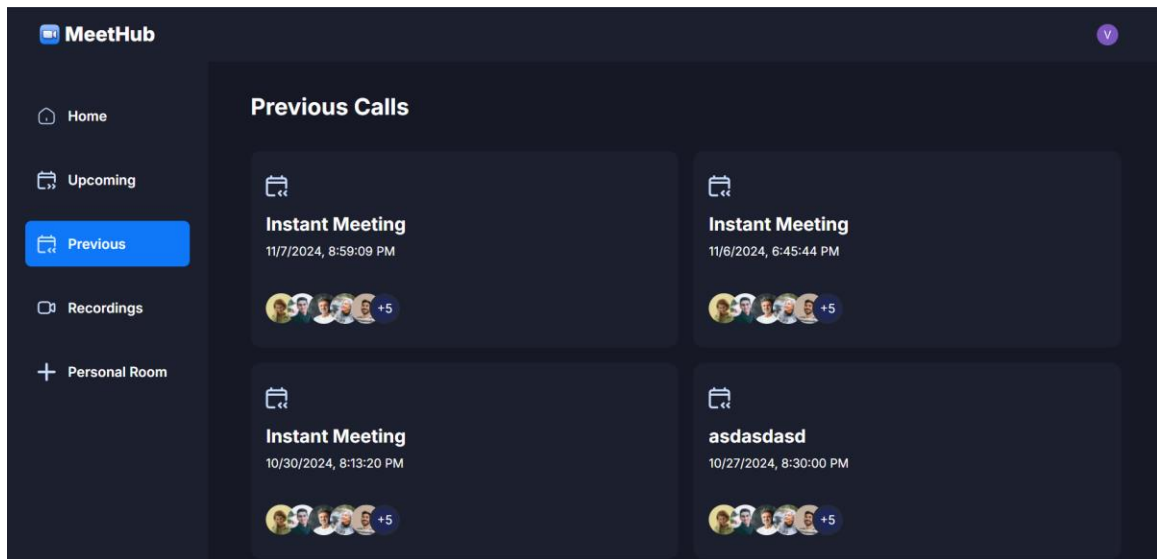 MeetHub
V
Home
Upcoming
Previous
Recordings
Personal Room
Previous Calls
Instant Meeting
11/7/2024, 8:59:09 PM
+5
Instant Meeting
11/6/2024, 6:45:44 PM
+5
Instant Meeting
10/30/2024, 8:13:20 PM
+5
asdasdasd
10/27/2024, 8:30:00 PM
+5